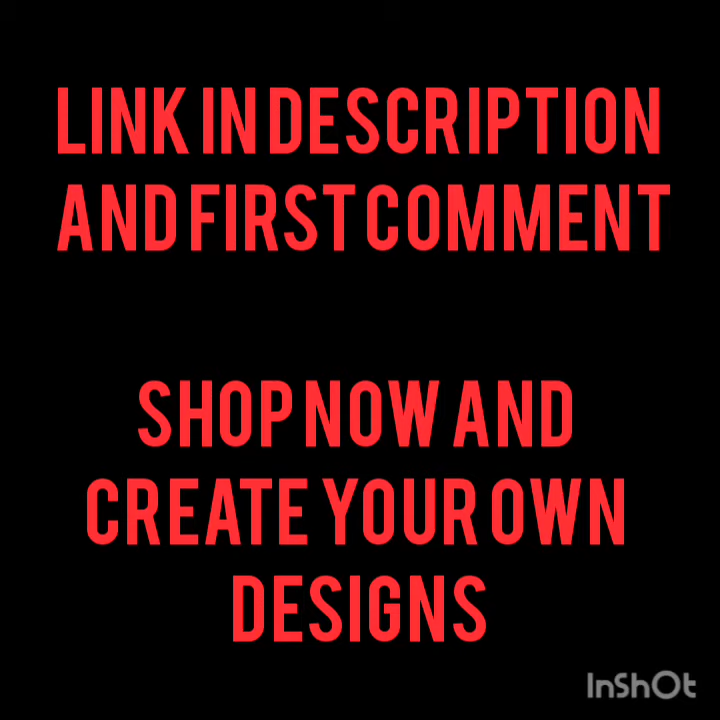 LINK IN DESCRIPTION
AND FIRST COMMENT
SHOP NOW AND
CREATE YOUR OWN
DESIGNS
InShOt